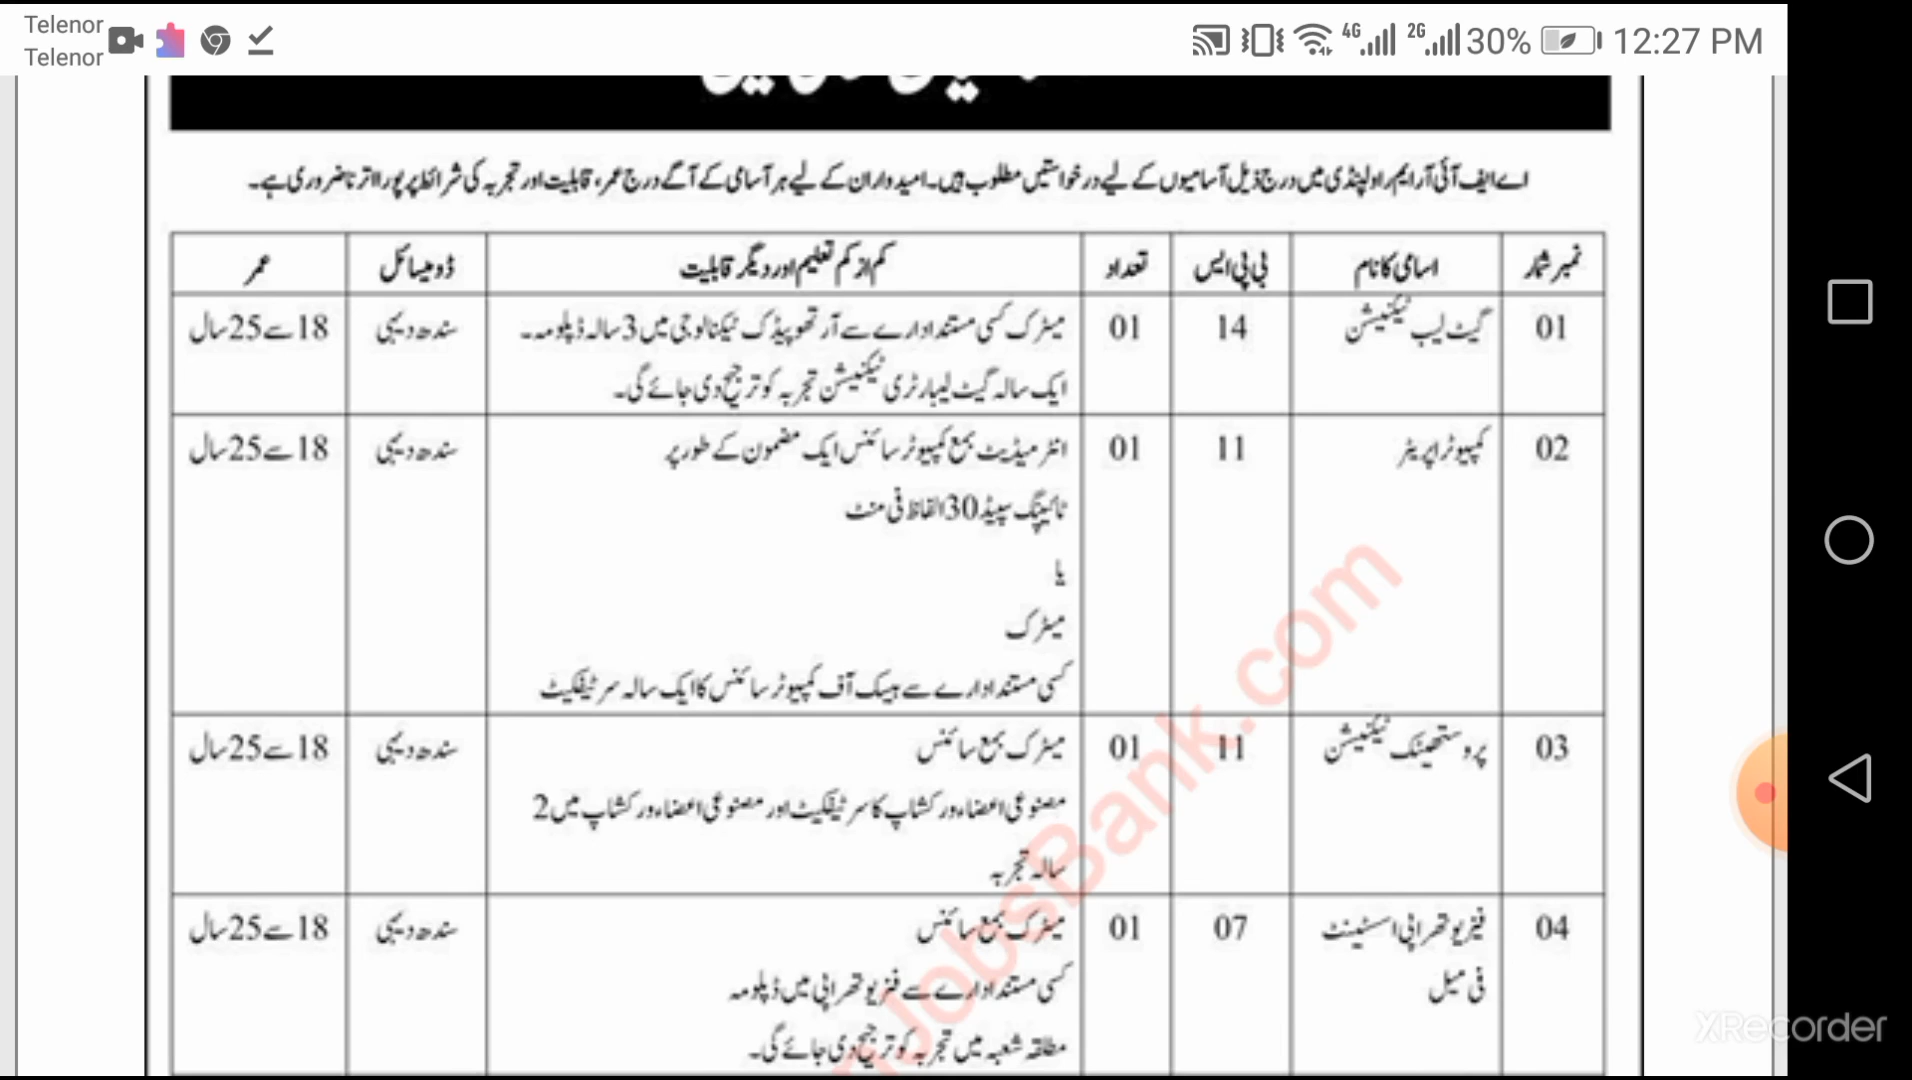 Telenor
Telenor
4G
2G
30%
12:27 PM
اے ایف آئی آر ایم راولپنڈی میں درج ذیل آسامیوں کے لیے درخواستیں مطلوب ہیں۔ امیدواران کے لیے ہر آسامی کے آگے درج عمر، قابلیت اور تجربہ کی شرائط پر پورا اترنا ضروری ہے۔
نمبر شمار اسامی کا نام بی پی ایس تعداد کم از کم تعلیم اور دیگر قابلیت ڈومیسائل عمر
01 گیٹ لیب ٹیکنیشن 14 01 میٹرک کسی مستند ادارے سے آرتھوپیڈک ٹیکنالوجی میں 3 سالہ ڈپلومہ۔ سندھ دیہی 18 سے 25 سال
ایک سالہ گیٹ لیبارٹری ٹیکنیشن تجربہ کو ترجیح دی جائے گی۔
02 کمپیوٹر اپریٹر 11 01 انٹرمیڈیٹ بمع کمپیوٹر سائنس ایک مضمون کے طور پر سندھ دیہی 18 سے 25 سال
ٹائپنگ سپیڈ 30 الفاظ فی منٹ
یا
میٹرک
کسی مستند ادارے سے بیسک آف کمپیوٹر سائنس کا ایک سالہ سرٹیفکیٹ
03 پروستھیٹک ٹیکنیشن 11 01 میٹرک بمع سائنس سندھ دیہی 18 سے 25 سال
مصنوعی اعضاء ورکشاپ کا سرٹیفکیٹ اور مصنوعی اعضاء ورکشاپ میں 2
سالہ تجربہ
04 فیزیوتھراپی اسسٹینٹ 07 01 میٹرک بمع سائنس سندھ دیہی 18 سے 25 سال
فی میل کسی مستند ادارے سے فزیوتھراپی میں ڈپلومہ
مطلقہ شعبہ میں تجربہ کو ترجیح دی جائے گی۔
JobsBank.com
XRecorder